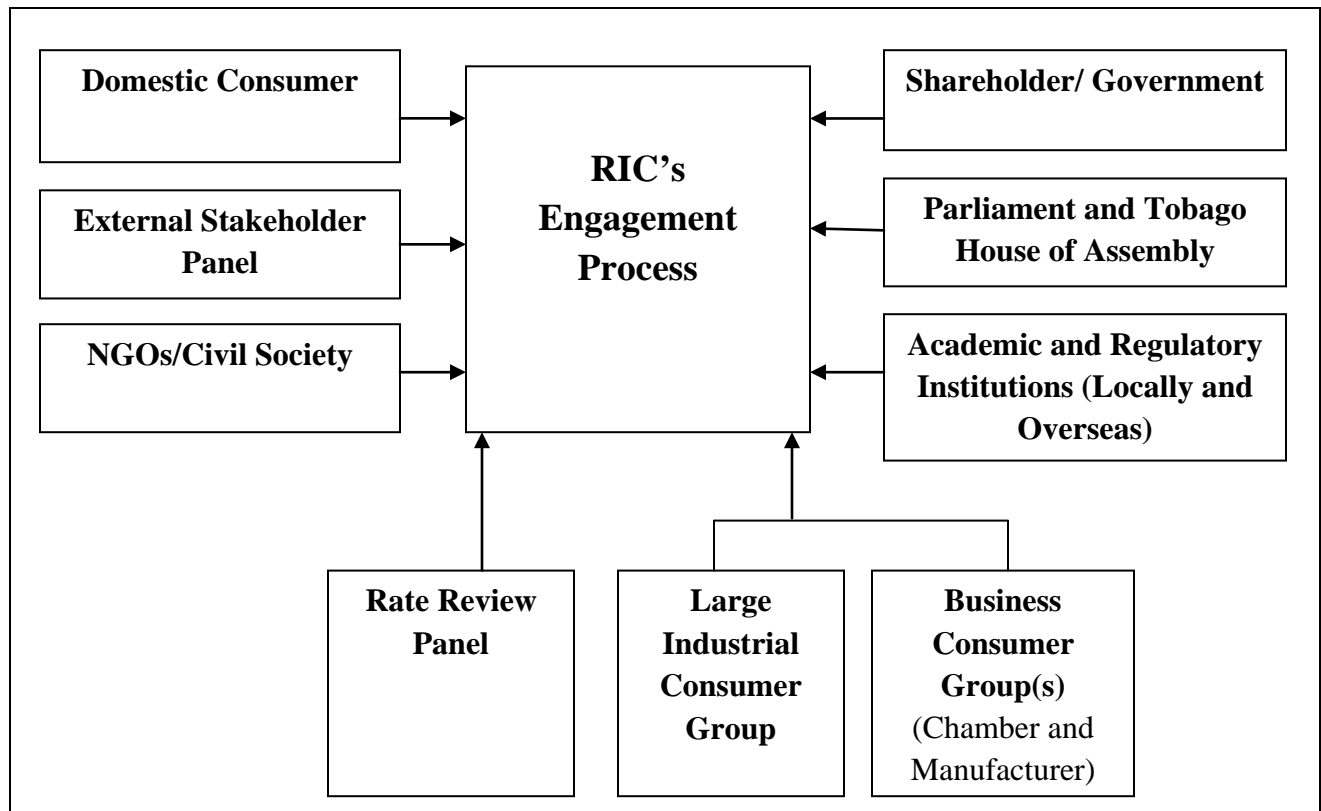 Domestic Consumer
External Stakeholder
Panel
NGOs/Civil Society
RIC’s
Engagement
Process
Shareholder/ Government
Parliament and Tobago
House of Assembly
Academic and Regulatory
Institutions (Locally and
Overseas)
Rate Review
Panel
Large
Industrial
Consumer
Group
Business
Consumer
Group(s)
(Chamber and
Manufacturer)